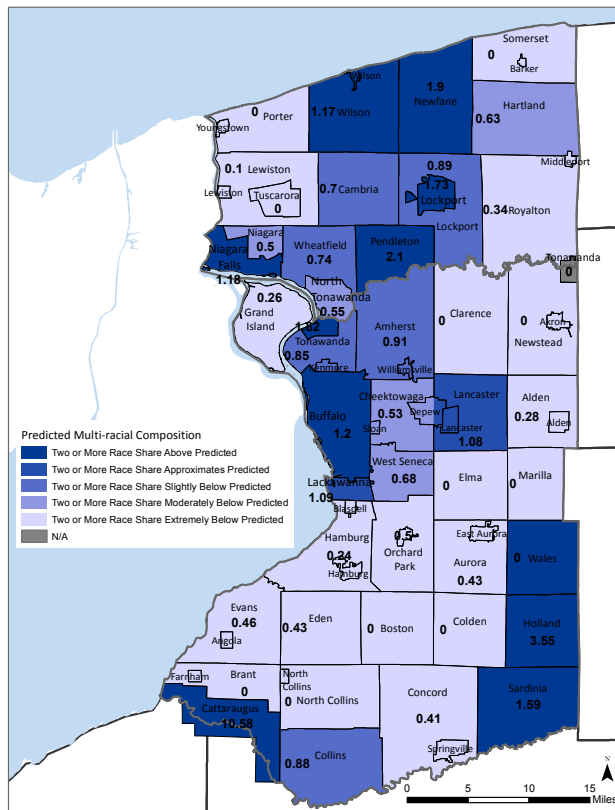 Somerset
0
Barker
Wilson
1.9
Newfane
1.17
Wilson
Hartland
0.63
0
Porter
Youngstown
0.1
Lewiston
Lewiston
Tuscarora
0
0.7
Cambria
0.89
1.73
Lockport
Lockport
Middleport
0.34
Royalton
Niagara
0.5
Niagara
Falls
1.18
Wheatfield
0.74
Pendleton
2.1
Tonawanda
0
North
Tonawanda
0.55
0.26
Grand
Island
1.82
Tonawanda
0.85
Kenmore
Amherst
0.91
Williamsville
Clarence
0
0
Akron
Newstead
Buffalo
1.2
Cheektowaga
0.53
Depew
Sloan
Lancaster
Lancaster
1.08
Alden
0.28
Alden
Predicted Multi-racial Composition
Two or More Race Share Above Predicted
Two or More Race Share Approximates Predicted
Two or More Race Share Slightly Below Predicted
Two or More Race Share Moderately Below Predicted
Two or More Race Share Extremely Below Predicted
N/A
West Seneca
0.68
Lackawanna
1.09
Blasdell
Elma
0
Marilla
0
Hamburg
0.24
Hamburg
0.5
Orchard
Park
East Aurora
Aurora
0.43
0
Wales
Evans
0.46
Angola
Eden
0.43
0
Boston
Colden
0
Holland
3.55
Farnham
Brant
0
North
Collins
0
North Collins
Concord
0.41
Springville
Sardinia
1.59
Cattaraugus
10.58
Collins
0.88
N
0
5
10
15
Miles